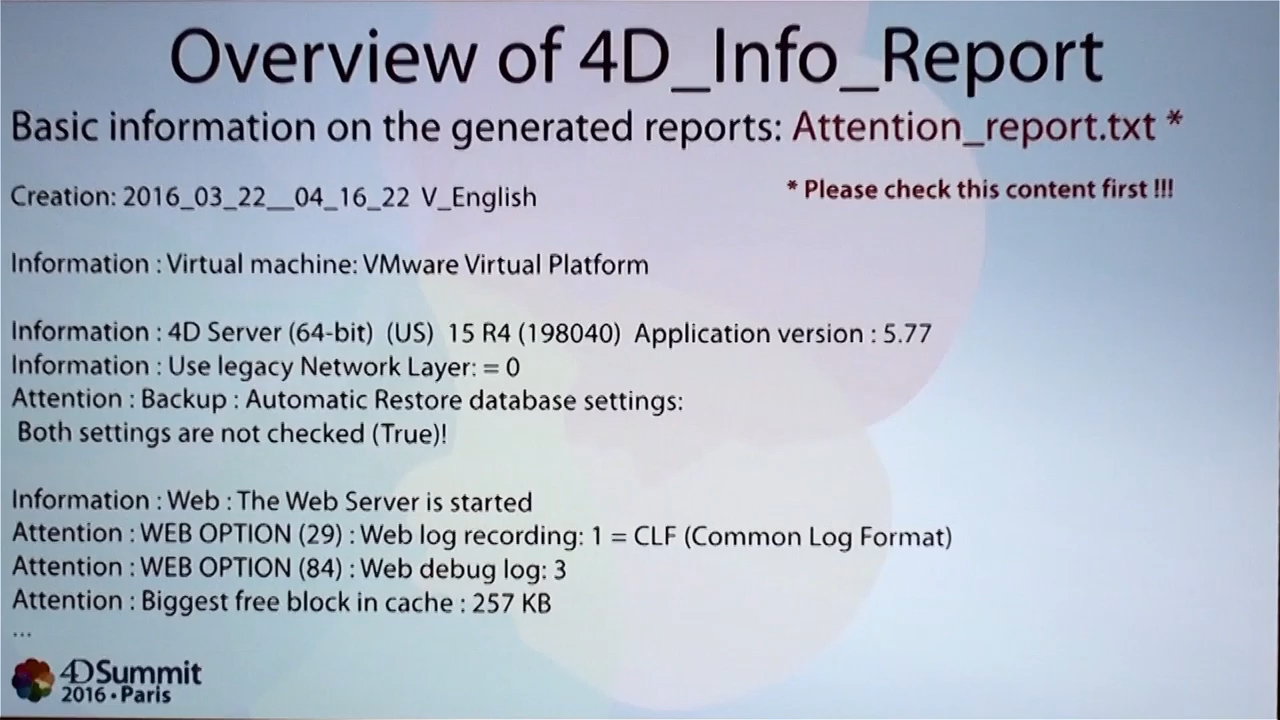 Overview of 4D_Info_Report
Basic information on the generated reports: Attention_report.txt *
Creation: 2016_03_22__04_16_22 V_English
* Please check this content first !!!
Information : Virtual machine: VMware Virtual Platform
Information : 4D Server (64-bit) (US) 15 R4 (198040) Application version : 5.77
Information : Use legacy Network Layer: = 0
Attention : Backup : Automatic Restore database settings:
Both settings are not checked (True)!
Information : Web : The Web Server is started
Attention : WEB OPTION (29) : Web log recording: 1 = CLF (Common Log Format)
Attention : WEB OPTION (84) : Web debug log: 3
Attention : Biggest free block in cache : 257 KB
...
4D Summit
2016 • Paris